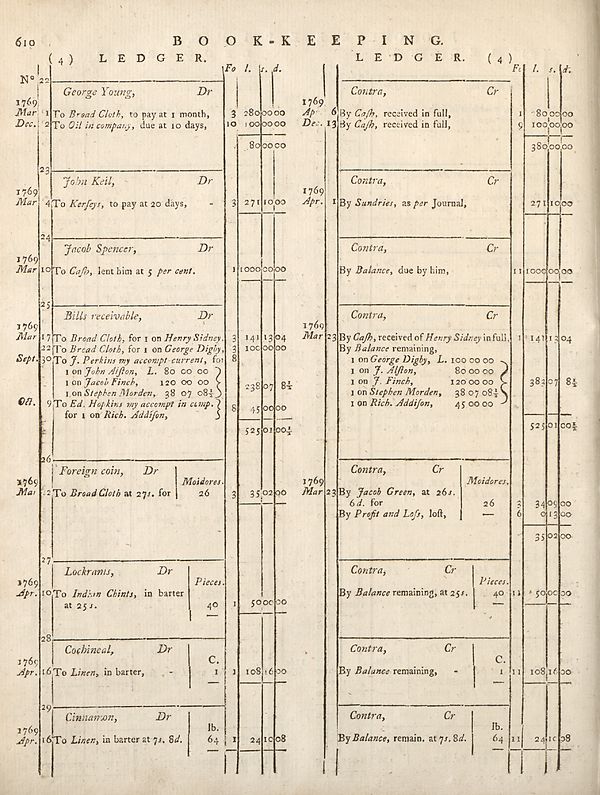 610
BOOK-KEEPING.
(4) LEDGER.
Fo l. s. d.
No 22
George Young, Dr
1769
Mar 1 To Broad Cloth, to pay at 1 month, 3 280 00 00
Dec. 2 To Oil in company, due at 10 days, 10 100 00 00
380 00 00
23
John Keil, Dr
1769
Mar 4 To Kerſeys, to pay at 20 days, - 3 271 10 00
24
Jacob Spencer, Dr
1769
Mar 10 To Caſh, lent him at 5 per cent. 1 1000 00 00
25
Bills receivable, Dr
1769
Mar 17 To Broad Cloth, for 1 on Henry Sidney, 3 141 13 04
22 To Broad Cloth, for 1 on George Digby, 3 100 00 00
Sept. 30 To J. Perkins my accompt current, for 8
1 on John Alſton, L. 80 00 00
1 on Jacob Finch, 120 00 00
1 on Stephen Morden, 38 07 08½
238 07 8½
Oct. 9 To Ed. Hopkins my accompt in comp.
for 1 on Rich. Addiſon, 8 45 00 00
525 01 00½
26
Foreign coin, Dr
Moidores.
1769
Mar 12 To Broad Cloth at 27s. for 26 3 35 02 00
27
Lockrams, Dr
Pieces.
1769
Apr. 10 To Indian Chints, in barter
at 25 s. 40 1 50 00 00
28
Cochineal, Dr
C.
1769
Apr. 16 To Linen, in barter, - 1 1 108 16 00
29
Cinnamon, Dr
lb.
1769
Apr. 16 To Linen, in barter at 7s. 8d. 64 1 24 10 08
LEDGER. (4)
Fo l. s. d.
Contra, Cr
1769
Apr 6 By Caſh, received in full, 1 280 00 00
Dec. 13 By Caſh, received in full, 9 100 00 00
380 00 00
Contra, Cr
1769
Apr. 1 By Sundries, as per Journal, 271 10 00
Contra, Cr
By Balance, due by him, 11 1000 00 00
Contra, Cr
1769
Mar 23 By Caſh, received of Henry Sidney in full, 1 141 13 04
By Balance remaining,
1 on George Digby, L. 100 00 00
1 on J. Alſton, 80 00 00
1 on J. Finch, 120 00 00
1 on Stephen Morden, 38 07 08½
1 on Rich. Addiſon, 45 00 00
383 07 8½
525 01 00½
Contra, Cr
Moidores.
1769
Mar 23 By Jacob Green, at 26s.
6d. for 26 3 34 09 00
By Profit and Loſs, loſt, — 6 0 13 00
35 02 00
Contra, Cr
Pieces.
By Balance remaining, at 25s. 40 11 50 00 00
Contra, Cr
C.
By Balance remaining, - 1 11 108 16 00
Contra, Cr
lb.
By Balance, remain. at 7s. 8d. 64 11 24 10 08